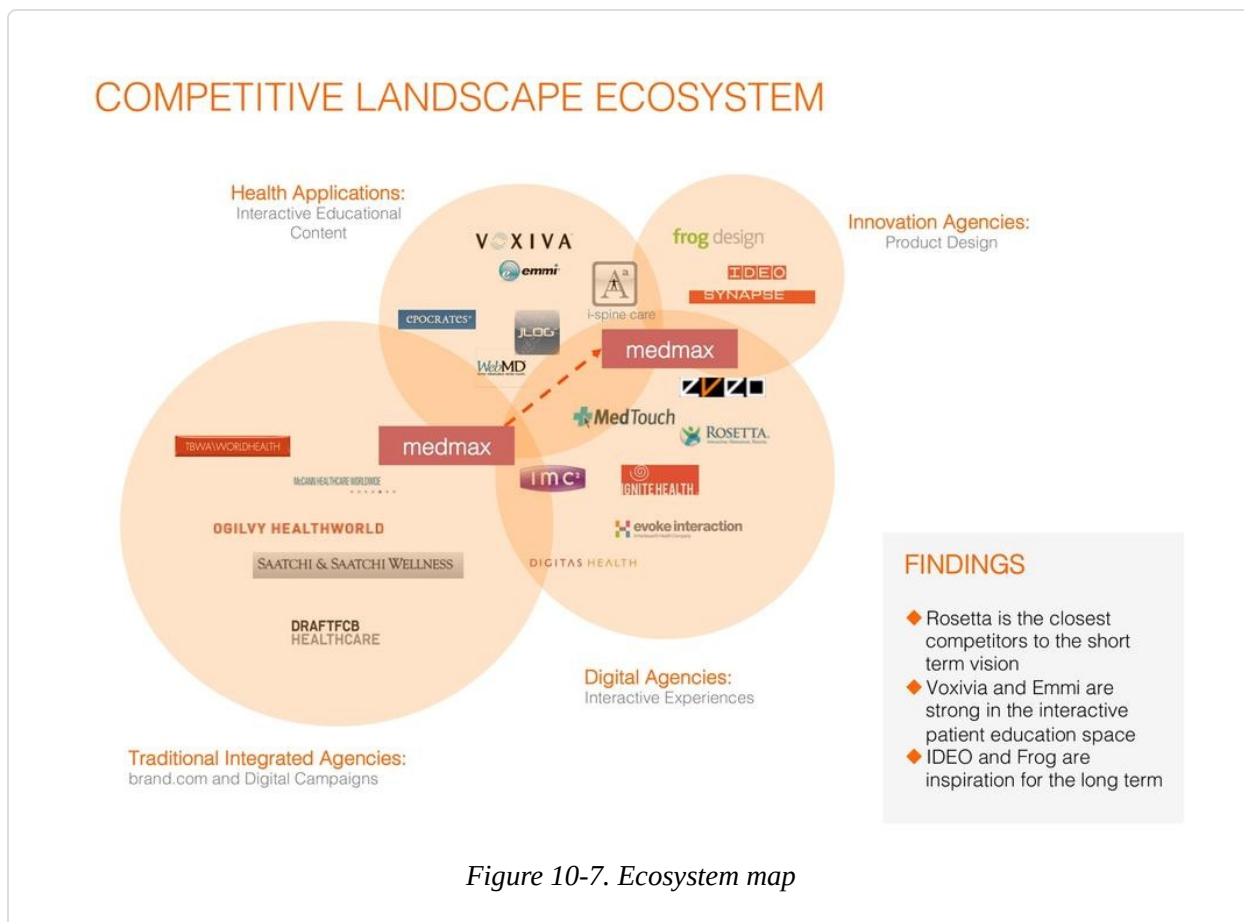 COMPETITIVE LANDSCAPE ECOSYSTEM
Health Applications:
Interactive Educational
Content
VOXIVA
emmi
EPOCRATES
JLOG
WebMD
Aa
i-spine care
frog design
IDEO
SYNAPSE
Innovation Agencies:
Product Design
medmax
MedTouch
ROSETTA
medmax
TBWA\WORLDHEALTH
McCANN HEALTHCARE WORLDWIDE
OGILVY HEALTHWORLD
SAATCHI & SAATCHI WELLNESS
DRAFTFCB
HEALTHCARE
imc²
IGNITE HEALTH
evoke interaction
DIGITAS HEALTH
Digital Agencies:
Interactive Experiences
Traditional Integrated Agencies:
brand.com and Digital Campaigns
FINDINGS
Rosetta is the closest
competitors to the short
term vision
Voxivia and Emmi are
strong in the interactive
patient education space
IDEO and Frog are
inspiration for the long term
Figure 10-7. Ecosystem map